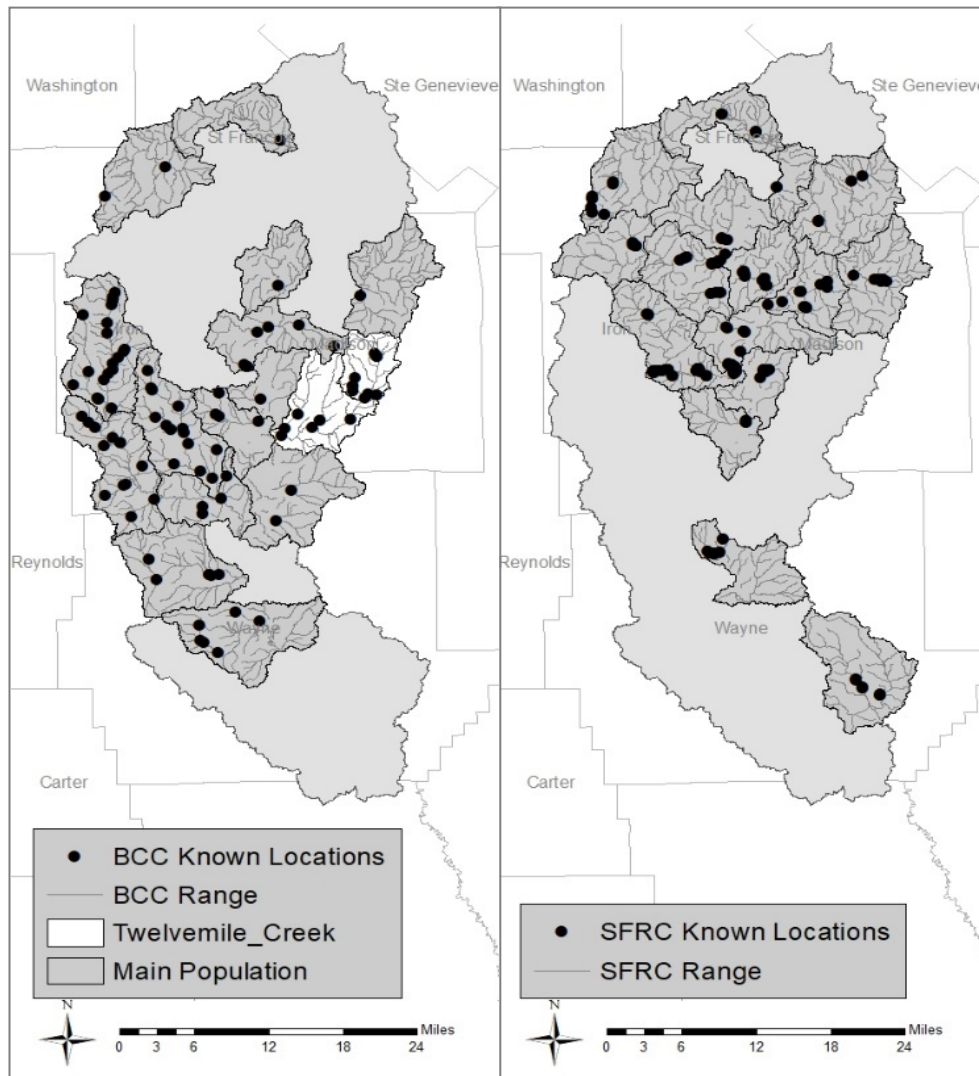 Washington
Ste Genevieve
St Francois
Iron
Madison
Reynolds
Wayne
Carter
BCC Known Locations
BCC Range
Twelvemile_Creek
Main Population
N
Miles
0 3 6 12 18 24
Washington
Ste Genevieve
St Francois
Iron
Madison
Reynolds
Wayne
Carter
SFRC Known Locations
SFRC Range
N
Miles
0 3 6 12 18 24